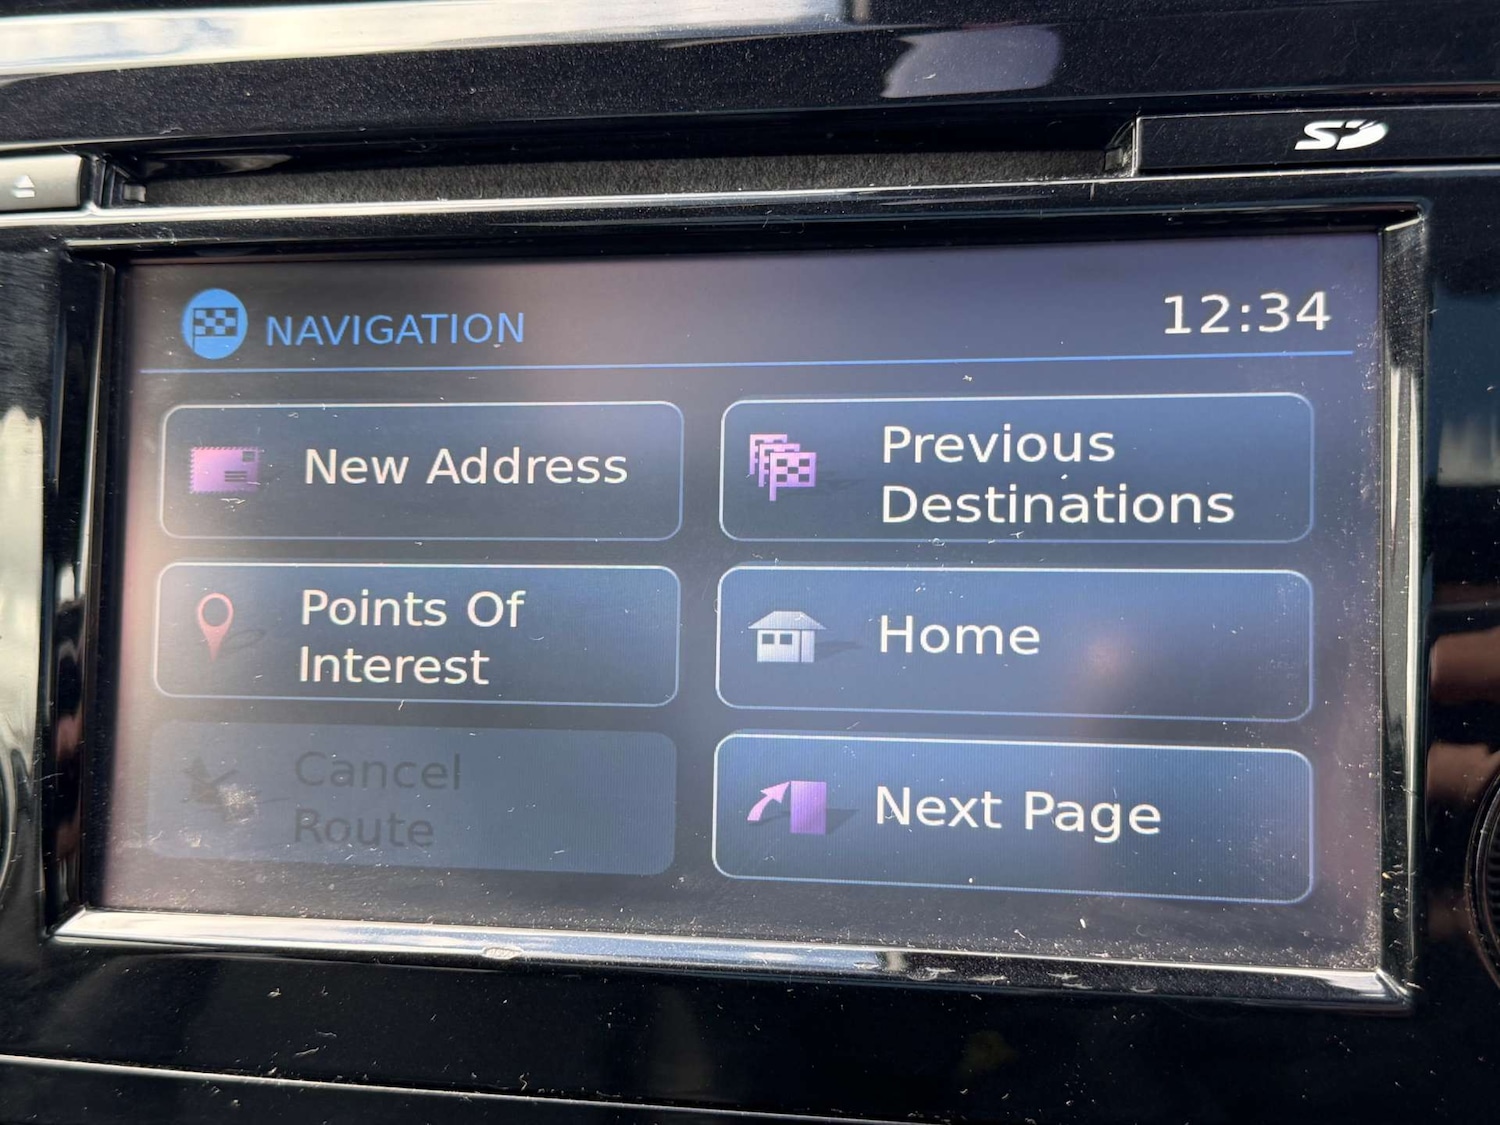 SD
NAVIGATION
12:34
New Address
Previous
Destinations
Points Of
Interest
Home
Cancel
Route
Next Page